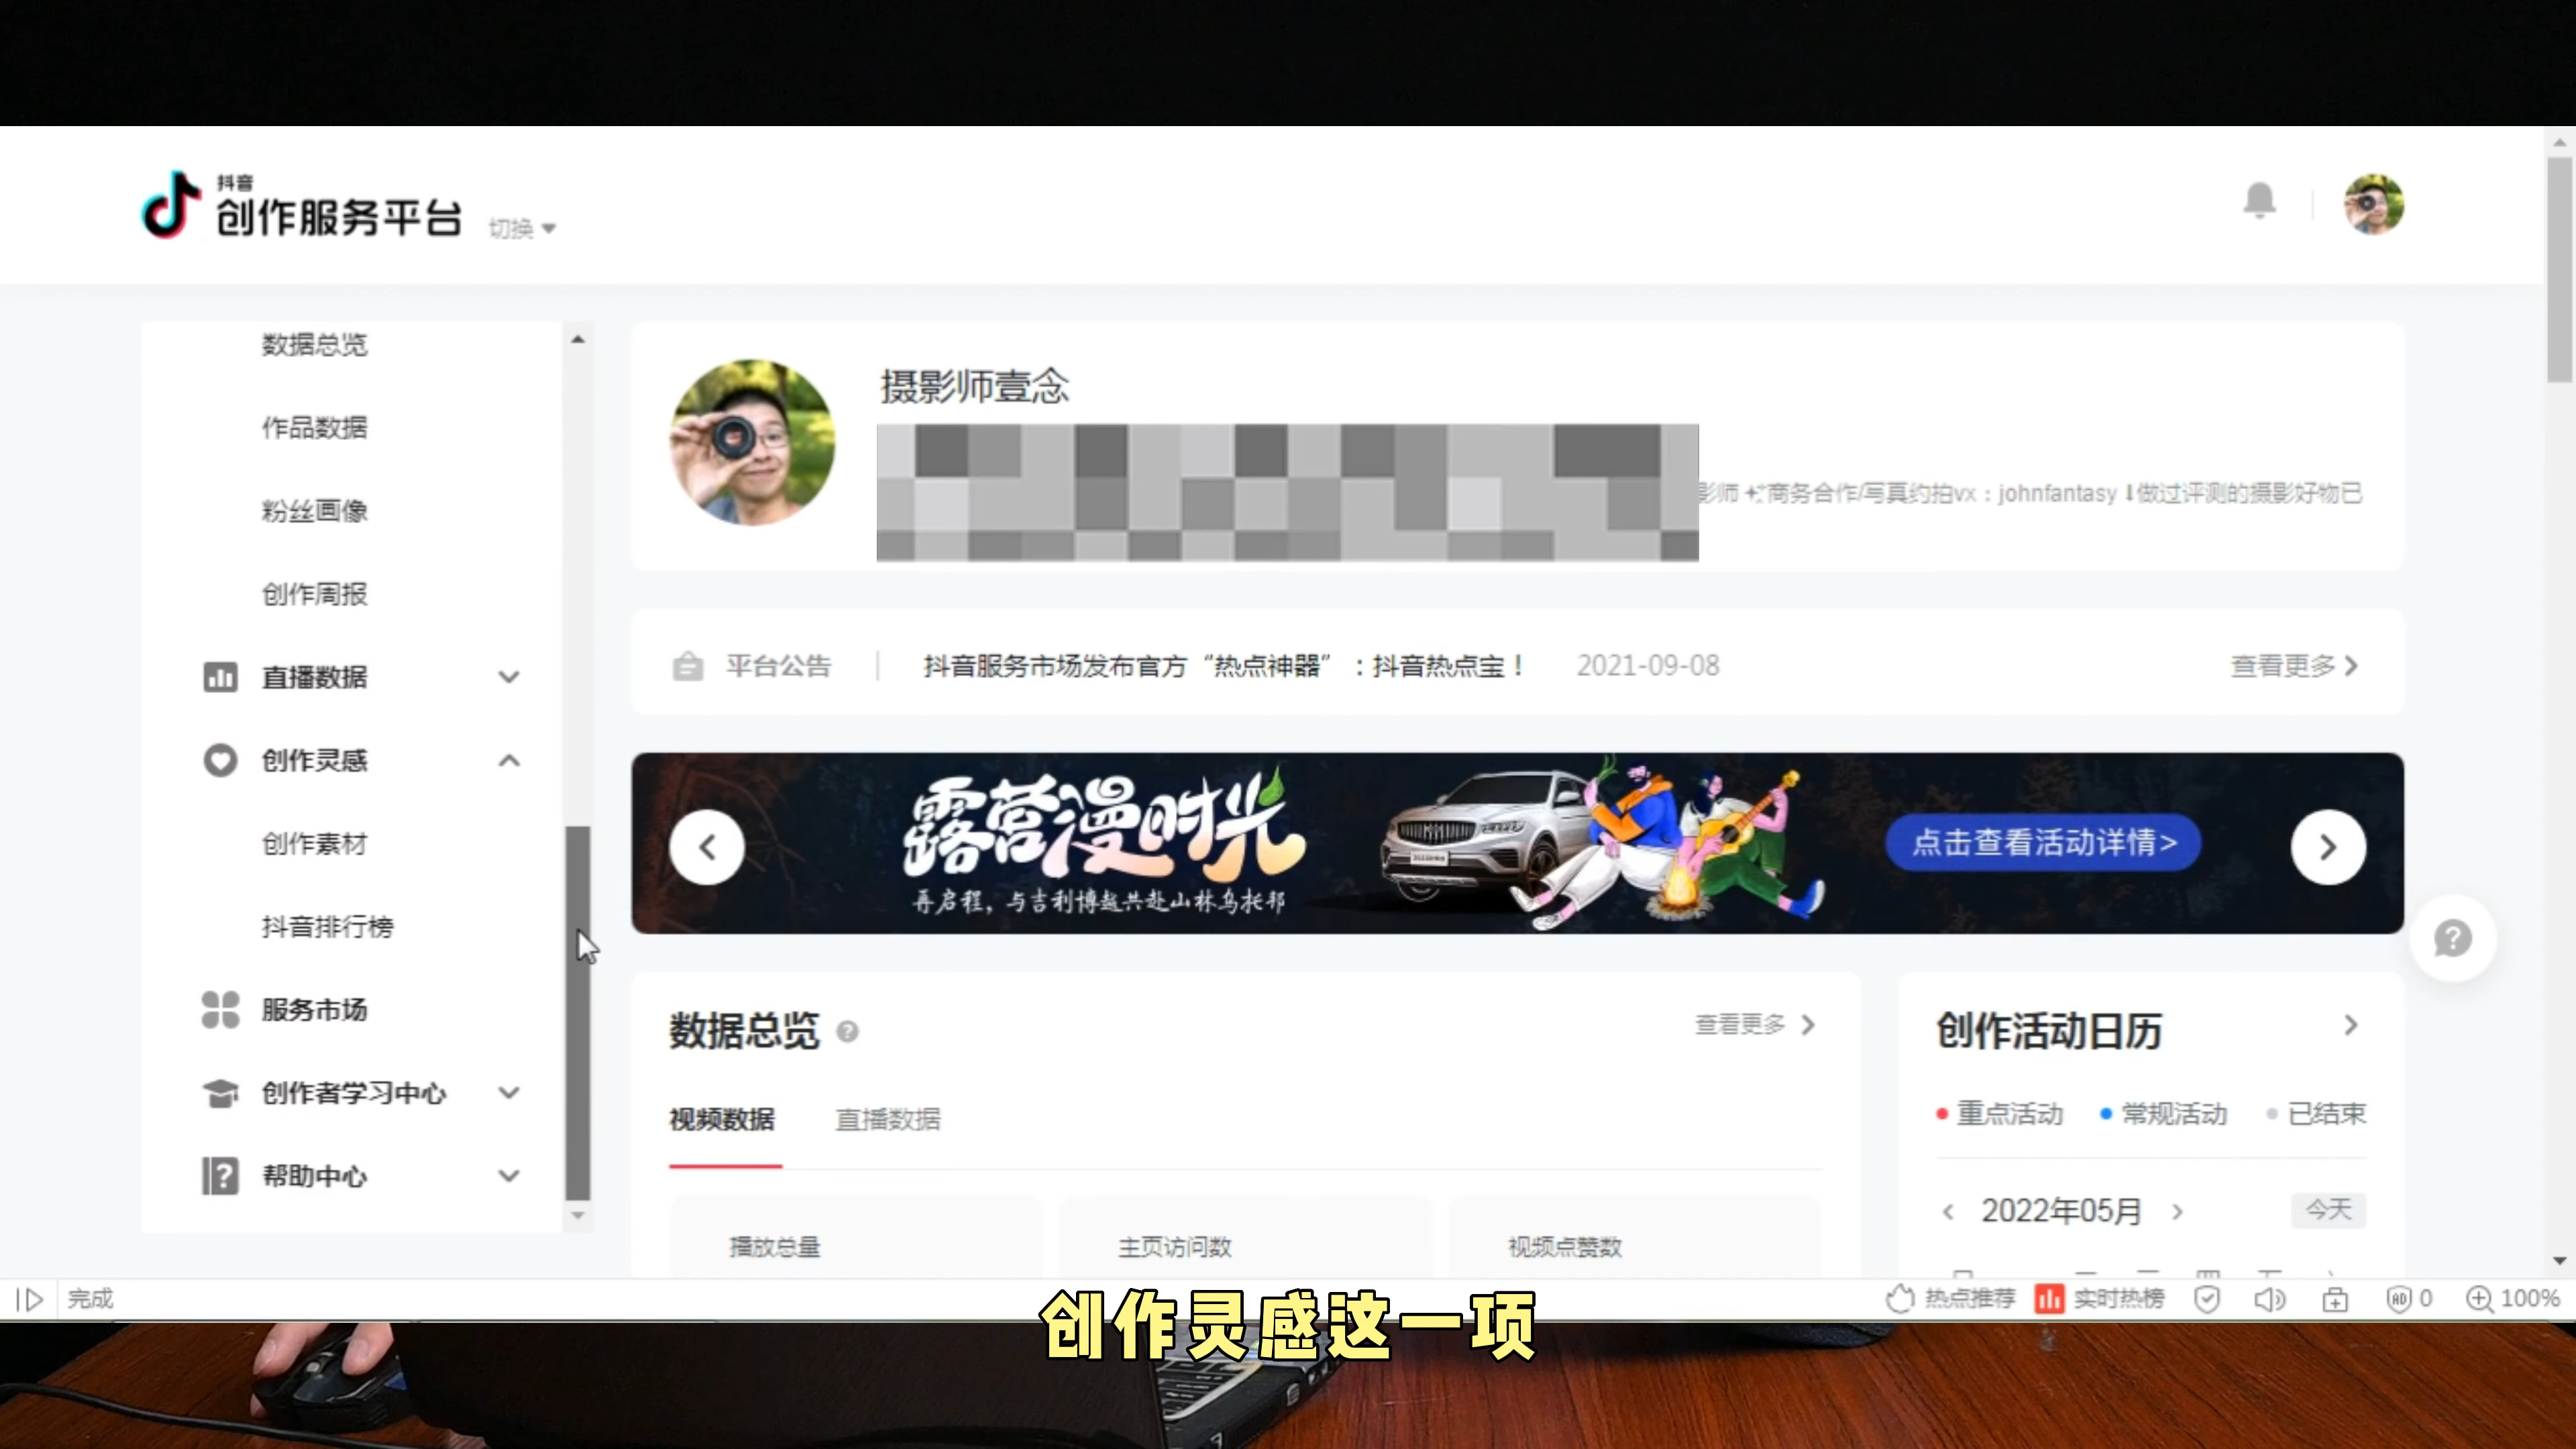 抖音
创作服务平台
切换
数据总览
作品数据
粉丝画像
创作周报
直播数据
创作灵感
创作素材
抖音排行榜
服务市场
创作者学习中心
帮助中心
摄影师壹念
影师 商务合作/写真约拍vx：johnfantasy 做过评测的摄影好物已
平台公告
抖音服务市场发布官方“热点神器”：抖音热点宝！ 2021-09-08
查看更多
露营漫时光
再启程，与吉利博越共赴山林乌托邦
点击查看活动详情>
数据总览
查看更多
视频数据 直播数据
播放总量 主页访问数 视频点赞数
创作活动日历
重点活动 常规活动 已结束
2022年05月 今天
完成
热点推荐 实时热榜 0 100%
创作灵感这一项